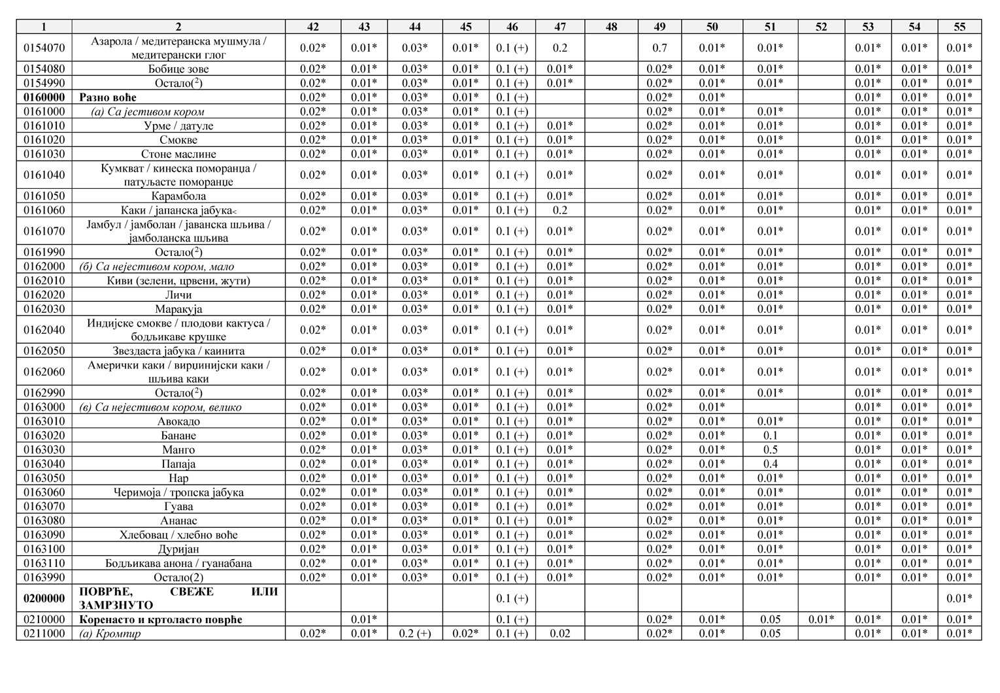 1 2 42 43 44 45 46 47 48 49 50 51 52 53 54 55
0154070 Азарола / медитеранска мушмула / 0.02* 0.01* 0.03* 0.01* 0.1 (+) 0.2 0.7 0.01* 0.01* 0.01* 0.01* 0.01*
медитерански глог
0154080 Бобице зове 0.02* 0.01* 0.03* 0.01* 0.1 (+) 0.01* 0.02* 0.01* 0.01* 0.01* 0.01* 0.01*
0154990 Остало(2) 0.02* 0.01* 0.03* 0.01* 0.1 (+) 0.01* 0.02* 0.01* 0.01* 0.01* 0.01* 0.01*
0160000 Разно воће 0.02* 0.01* 0.03* 0.01* 0.1 (+) 0.02* 0.01* 0.01* 0.01* 0.01*
0161000 (а) Са јестивом кором 0.02* 0.01* 0.03* 0.01* 0.1 (+) 0.02* 0.01* 0.01* 0.01* 0.01* 0.01*
0161010 Урме / датуле 0.02* 0.01* 0.03* 0.01* 0.1 (+) 0.01* 0.02* 0.01* 0.01* 0.01* 0.01* 0.01*
0161020 Смокве 0.02* 0.01* 0.03* 0.01* 0.1 (+) 0.01* 0.02* 0.01* 0.01* 0.01* 0.01* 0.01*
0161030 Стоне маслине 0.02* 0.01* 0.03* 0.01* 0.1 (+) 0.01* 0.02* 0.01* 0.01* 0.01* 0.01* 0.01*
0161040 Кумкват / кинеска поморанџа / 0.02* 0.01* 0.03* 0.01* 0.1 (+) 0.01* 0.02* 0.01* 0.01* 0.01* 0.01* 0.01*
патуљасте поморанџе
0161050 Карамбола 0.02* 0.01* 0.03* 0.01* 0.1 (+) 0.01* 0.02* 0.01* 0.01* 0.01* 0.01* 0.01*
0161060 Каки / јапанска јабука< 0.02* 0.01* 0.03* 0.01* 0.1 (+) 0.2 0.02* 0.01* 0.01* 0.01* 0.01* 0.01*
0161070 Јамбул / јамболан / јаванска шљива / 0.02* 0.01* 0.03* 0.01* 0.1 (+) 0.01* 0.02* 0.01* 0.01* 0.01* 0.01* 0.01*
јамболанска шљива
0161990 Остало(2) 0.02* 0.01* 0.03* 0.01* 0.1 (+) 0.01* 0.02* 0.01* 0.01* 0.01* 0.01* 0.01*
0162000 (б) Са нејестивом кором, мало 0.02* 0.01* 0.03* 0.01* 0.1 (+) 0.01* 0.02* 0.01* 0.01* 0.01* 0.01* 0.01*
0162010 Киви (зелени, црвени, жути) 0.02* 0.01* 0.03* 0.01* 0.1 (+) 0.01* 0.02* 0.01* 0.01* 0.01* 0.01* 0.01*
0162020 Личи 0.02* 0.01* 0.03* 0.01* 0.1 (+) 0.01* 0.02* 0.01* 0.01* 0.01* 0.01* 0.01*
0162030 Маракуја 0.02* 0.01* 0.03* 0.01* 0.1 (+) 0.01* 0.02* 0.01* 0.01* 0.01* 0.01* 0.01*
0162040 Индијске смокве / плодови кактуса / 0.02* 0.01* 0.03* 0.01* 0.1 (+) 0.01* 0.02* 0.01* 0.01* 0.01* 0.01* 0.01*
бодљикаве крушке
0162050 Звездаста јабука / каинита 0.02* 0.01* 0.03* 0.01* 0.1 (+) 0.01* 0.02* 0.01* 0.01* 0.01* 0.01* 0.01*
0162060 Амерички каки / вирџинијски каки / 0.02* 0.01* 0.03* 0.01* 0.1 (+) 0.01* 0.02* 0.01* 0.01* 0.01* 0.01* 0.01*
шљива каки
0162990 Остало(2) 0.02* 0.01* 0.03* 0.01* 0.1 (+) 0.01* 0.02* 0.01* 0.01* 0.01* 0.01* 0.01*
0163000 (в) Са нејестивом кором, велико 0.02* 0.01* 0.03* 0.01* 0.1 (+) 0.01* 0.02* 0.01* 0.01* 0.01* 0.01*
0163010 Авокадо 0.02* 0.01* 0.03* 0.01* 0.1 (+) 0.01* 0.02* 0.01* 0.01* 0.01* 0.01* 0.01*
0163020 Банане 0.02* 0.01* 0.03* 0.01* 0.1 (+) 0.01* 0.02* 0.01* 0.1 0.01* 0.01* 0.01*
0163030 Манго 0.02* 0.01* 0.03* 0.01* 0.1 (+) 0.01* 0.02* 0.01* 0.5 0.01* 0.01* 0.01*
0163040 Папаја 0.02* 0.01* 0.03* 0.01* 0.1 (+) 0.01* 0.02* 0.01* 0.4 0.01* 0.01* 0.01*
0163050 Нар 0.02* 0.01* 0.03* 0.01* 0.1 (+) 0.01* 0.02* 0.01* 0.01* 0.01* 0.01* 0.01*
0163060 Черимоја / тропска јабука 0.02* 0.01* 0.03* 0.01* 0.1 (+) 0.01* 0.02* 0.01* 0.01* 0.01* 0.01* 0.01*
0163070 Гуава 0.02* 0.01* 0.03* 0.01* 0.1 (+) 0.01* 0.02* 0.01* 0.01* 0.01* 0.01* 0.01*
0163080 Ананас 0.02* 0.01* 0.03* 0.01* 0.1 (+) 0.01* 0.02* 0.01* 0.01* 0.01* 0.01* 0.01*
0163090 Хлебовац / хлебно воће 0.02* 0.01* 0.03* 0.01* 0.1 (+) 0.01* 0.02* 0.01* 0.01* 0.01* 0.01* 0.01*
0163100 Дуријан 0.02* 0.01* 0.03* 0.01* 0.1 (+) 0.01* 0.02* 0.01* 0.01* 0.01* 0.01* 0.01*
0163110 Бодљикава анона / гуанабана 0.02* 0.01* 0.03* 0.01* 0.1 (+) 0.01* 0.02* 0.01* 0.01* 0.01* 0.01* 0.01*
0163990 Остало(2) 0.02* 0.01* 0.03* 0.01* 0.1 (+) 0.01* 0.02* 0.01* 0.01* 0.01* 0.01* 0.01*
0200000 ПОВРЋЕ, СВЕЖЕ ИЛИ 0.1 (+) 0.01*
ЗАМРЗНУТО
0210000 Коренасто и кртоласто поврће 0.01* 0.1 (+) 0.02* 0.01* 0.05 0.01* 0.01* 0.01* 0.01*
0211000 (а) Кромпир 0.02* 0.01* 0.2 (+) 0.02* 0.1 (+) 0.02 0.02* 0.01* 0.05 0.01* 0.01* 0.01*